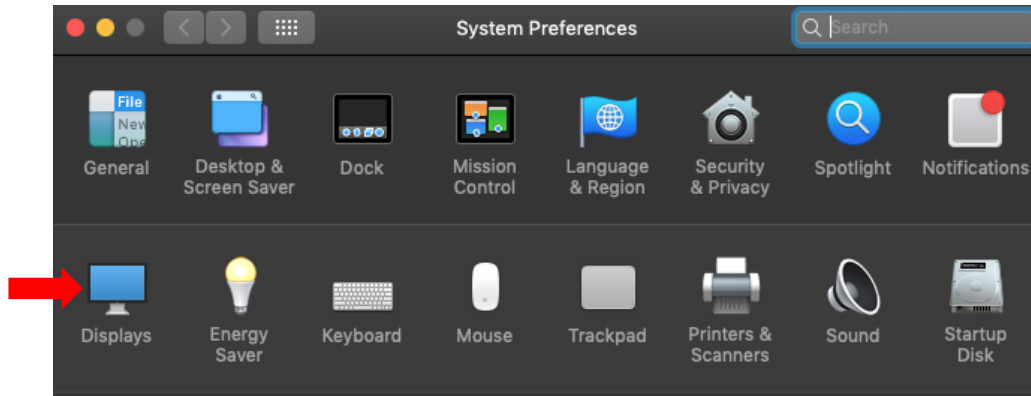 System Preferences
Search
File
New
Ope
General
Desktop &
Screen Saver
Dock
Mission
Control
Language
& Region
Security
& Privacy
Spotlight
Notifications
Displays
Energy
Saver
Keyboard
Mouse
Trackpad
Printers &
Scanners
Sound
Startup
Disk